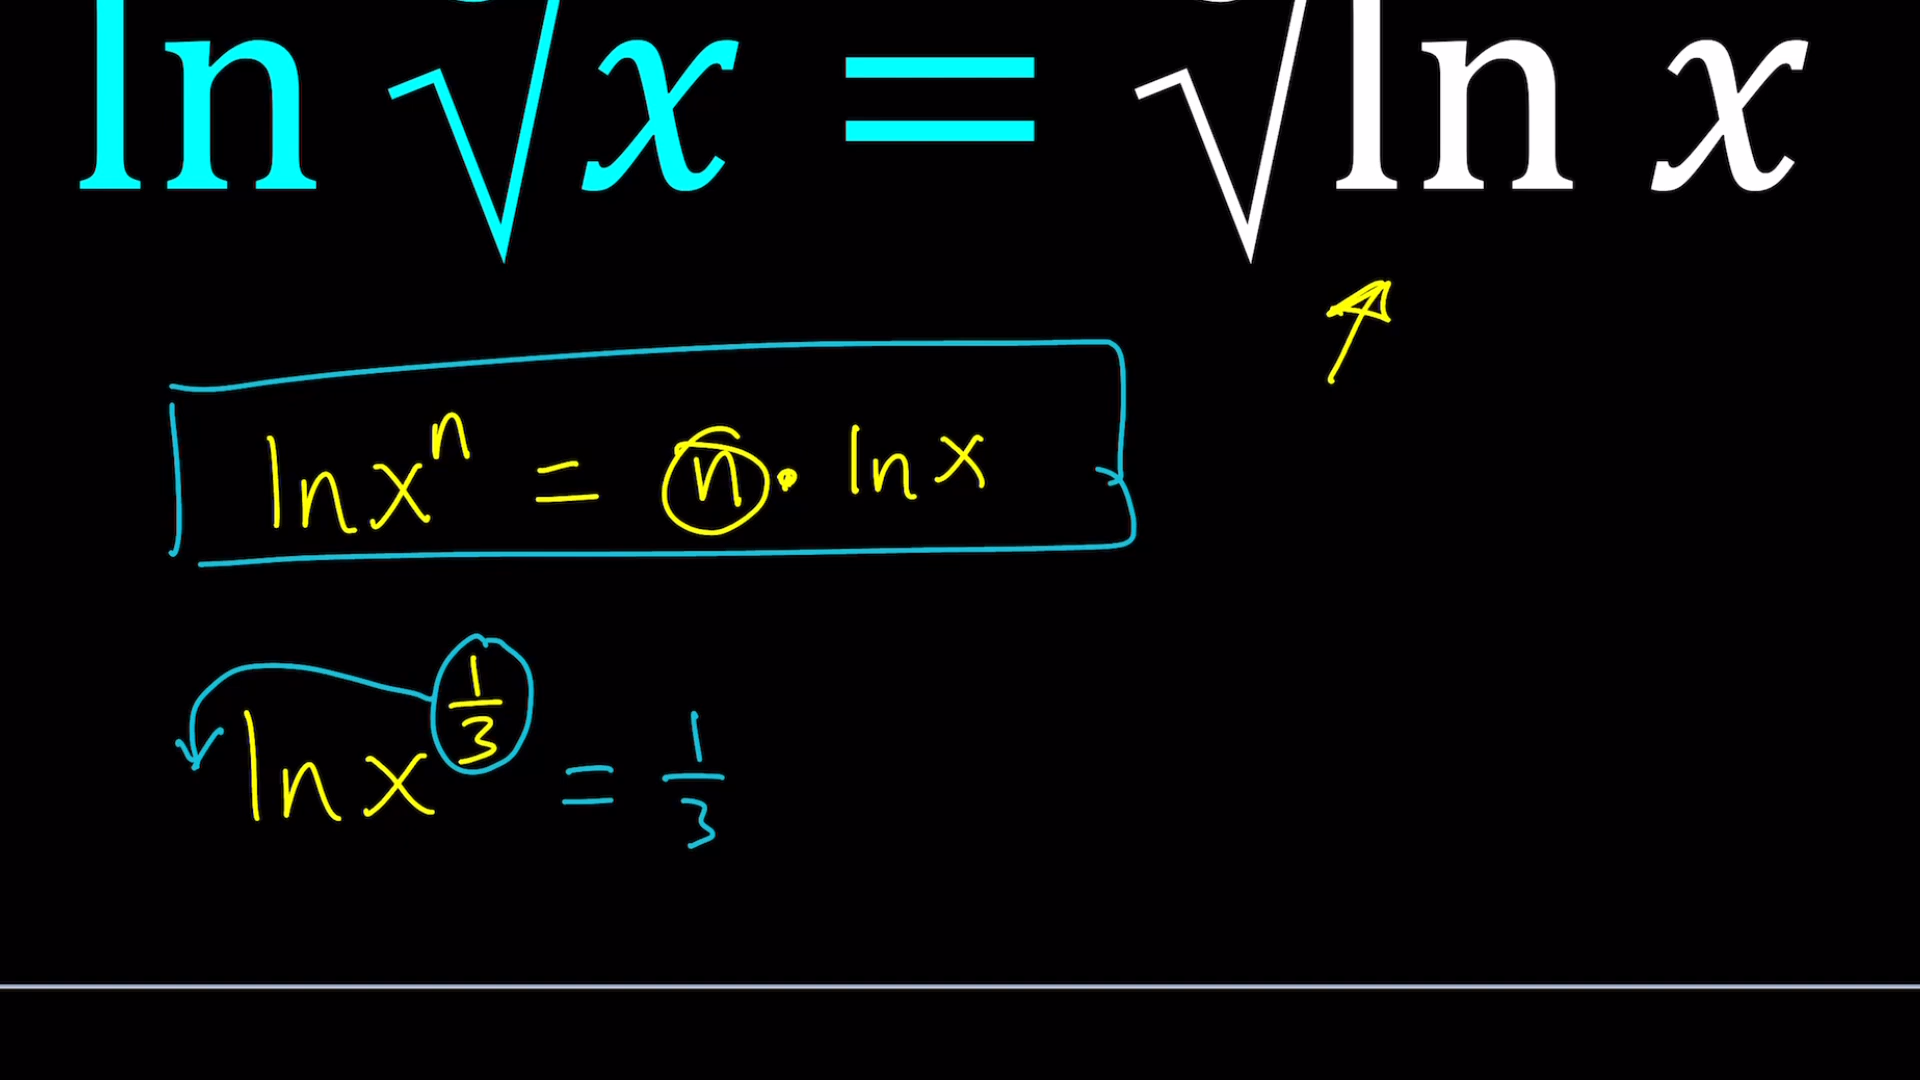 ln √x = √ln x
ln xⁿ = n · ln x
ln x^(1/3) = 1/3